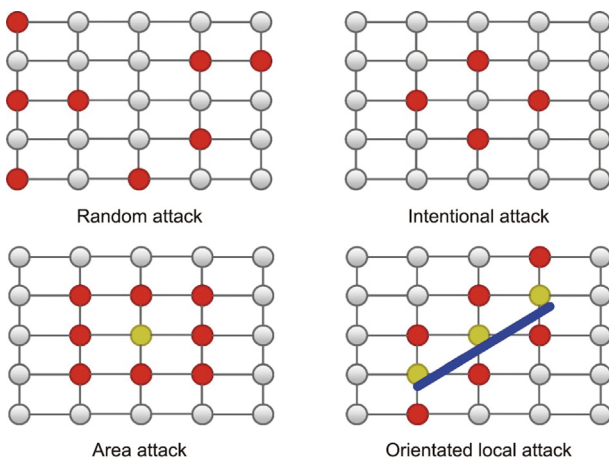 Random attack
Intentional attack
Area attack
Orientated local attack